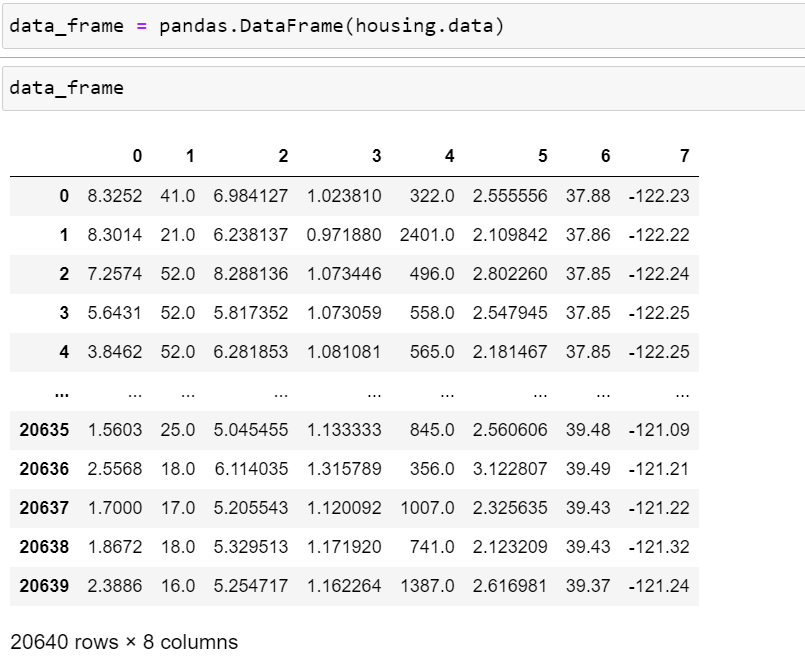 data_frame = pandas.DataFrame(housing.data)
data_frame
0 1 2 3 4 5 6 7
0 8.3252 41.0 6.984127 1.023810 322.0 2.555556 37.88 -122.23
1 8.3014 21.0 6.238137 0.971880 2401.0 2.109842 37.86 -122.22
2 7.2574 52.0 8.288136 1.073446 496.0 2.802260 37.85 -122.24
3 5.6431 52.0 5.817352 1.073059 558.0 2.547945 37.85 -122.25
4 3.8462 52.0 6.281853 1.081081 565.0 2.181467 37.85 -122.25
... ... ... ... ... ... ... ... ...
20635 1.5603 25.0 5.045455 1.133333 845.0 2.560606 39.48 -121.09
20636 2.5568 18.0 6.114035 1.315789 356.0 3.122807 39.49 -121.21
20637 1.7000 17.0 5.205543 1.120092 1007.0 2.325635 39.43 -121.22
20638 1.8672 18.0 5.329513 1.171920 741.0 2.123209 39.43 -121.32
20639 2.3886 16.0 5.254717 1.162264 1387.0 2.616981 39.37 -121.24
20640 rows × 8 columns